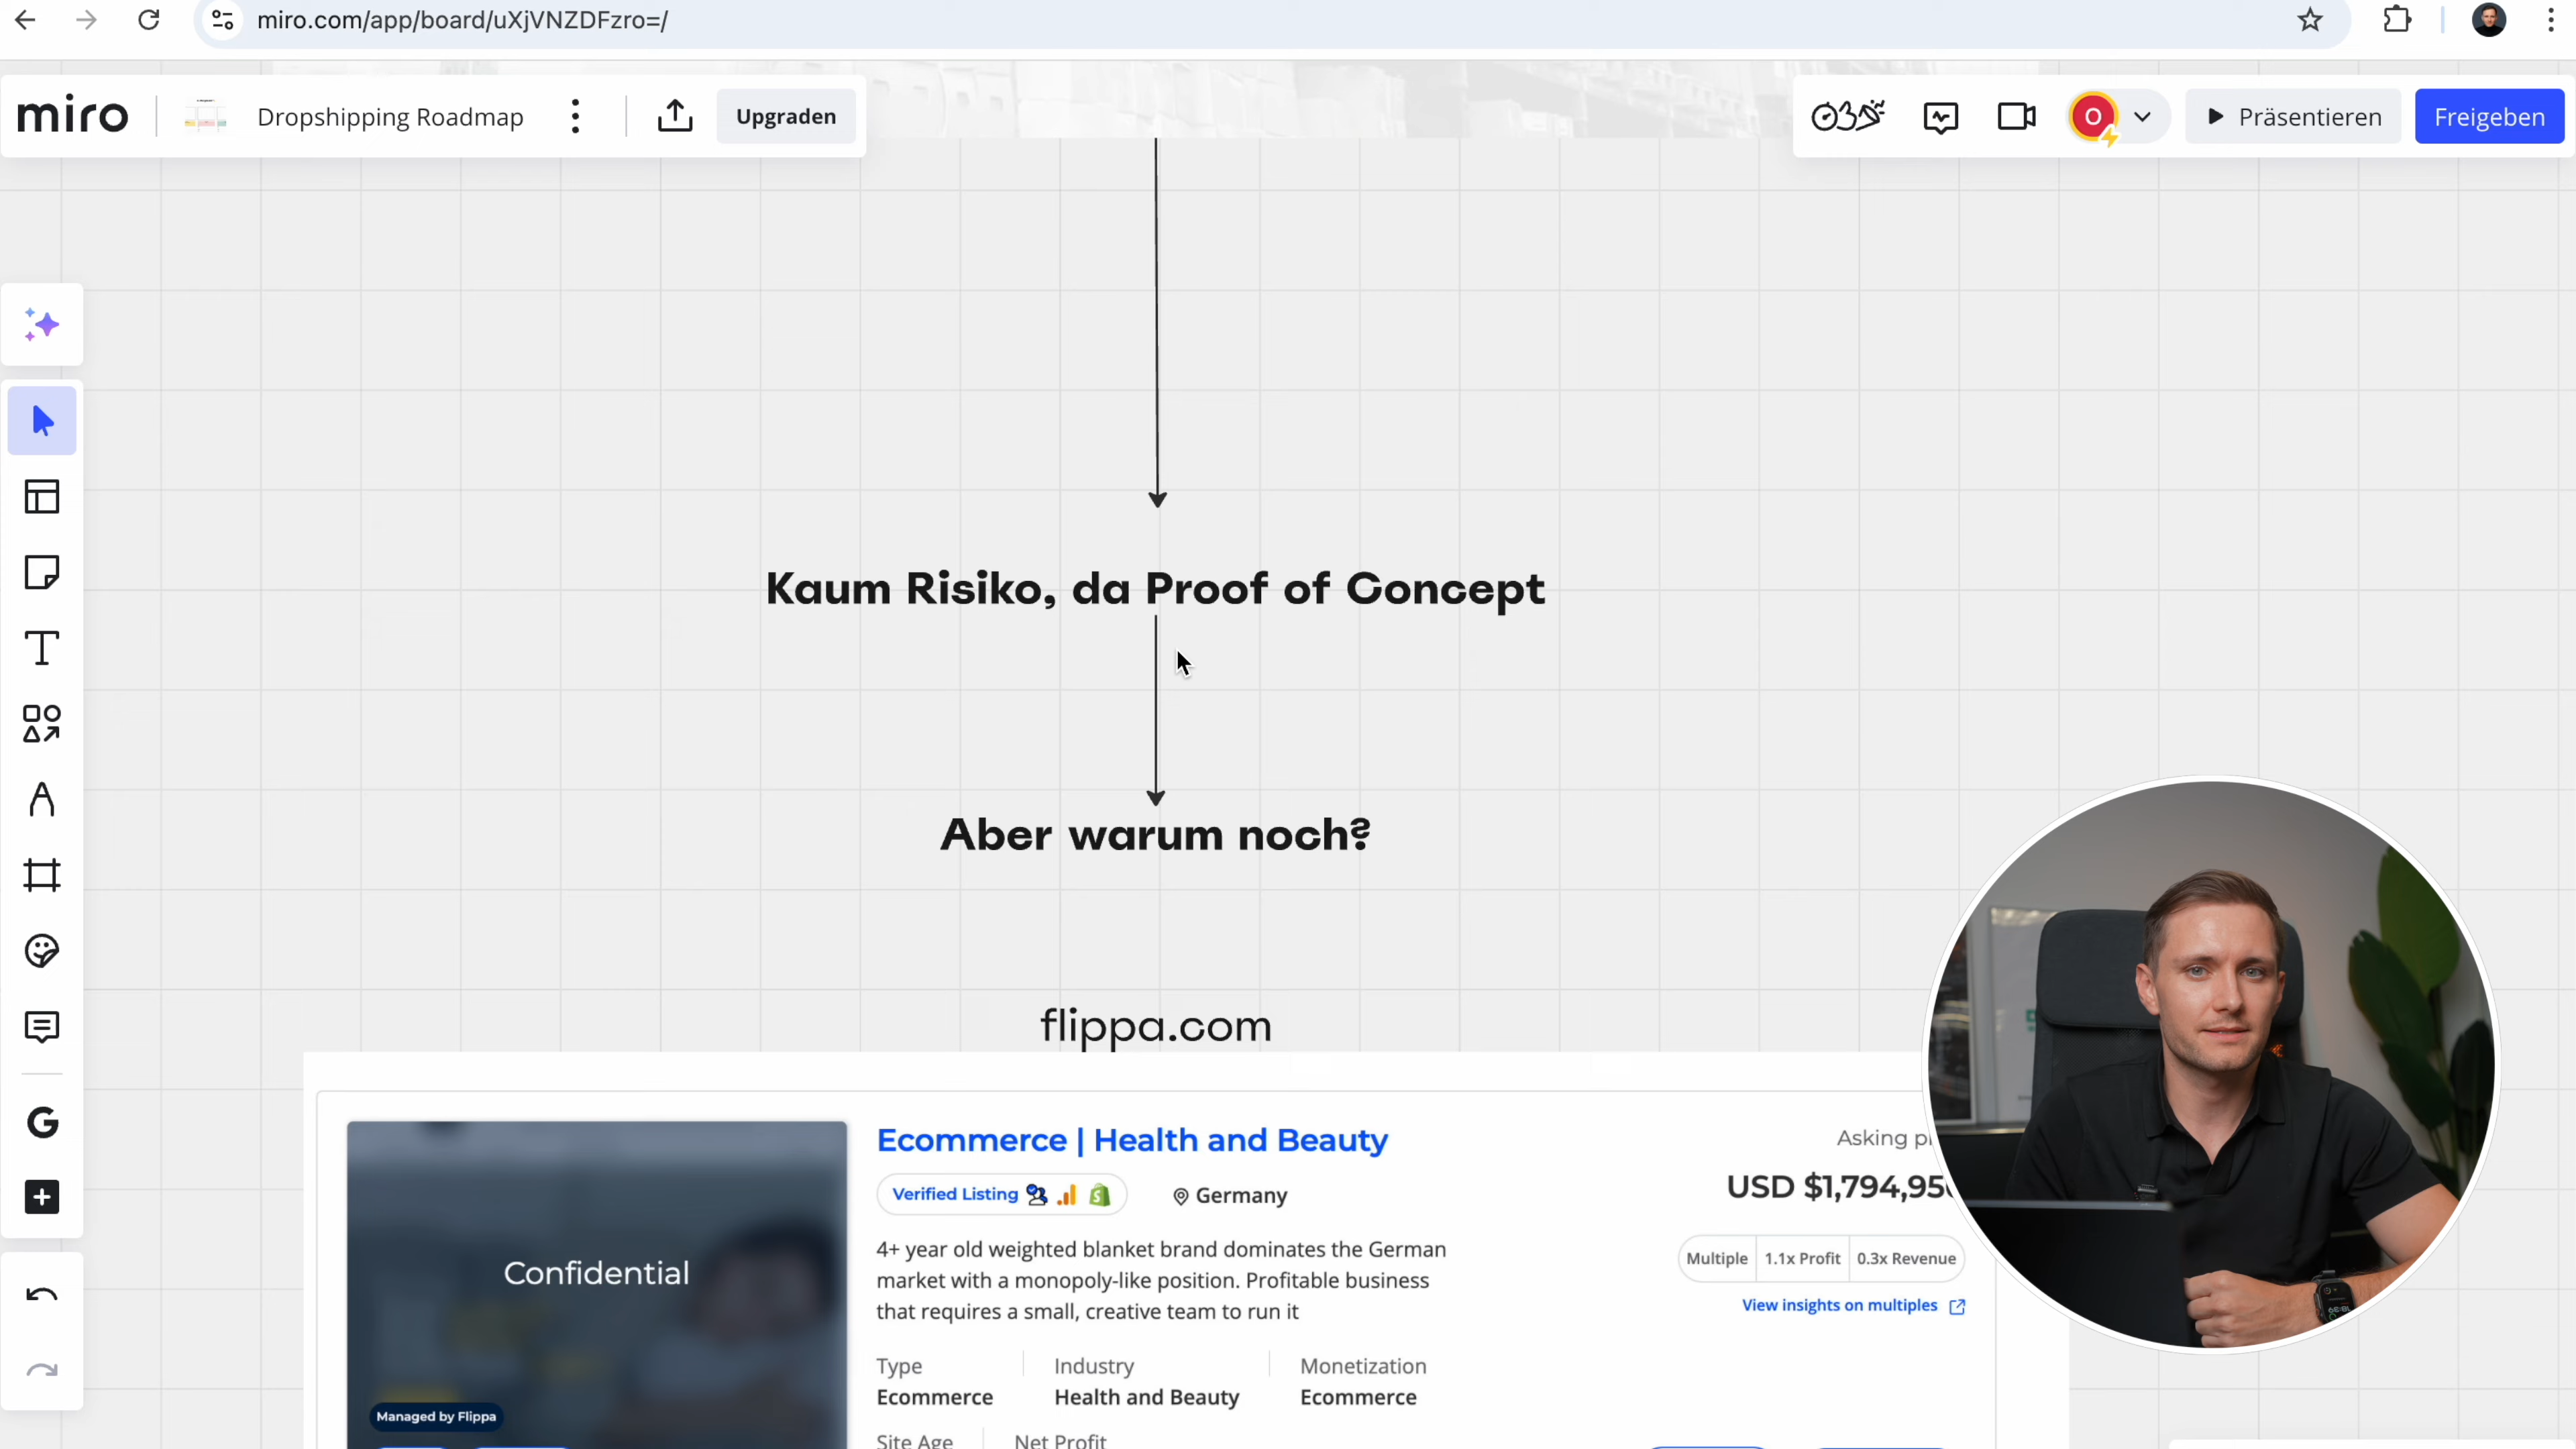 miro.com/app/board/uXjVNZDFzro=/
miro
Dropshipping Roadmap
Upgraden
O
Präsentieren
Freigeben
Kaum Risiko, da Proof of Concept
Aber warum noch?
flippa.com
Confidential
Managed by Flippa
Ecommerce | Health and Beauty
Verified Listing
Germany
4+ year old weighted blanket brand dominates the German
market with a monopoly-like position. Profitable business
that requires a small, creative team to run it
Type
Industry
Monetization
Ecommerce
Health and Beauty
Ecommerce
Site Age
Net Profit
Asking
USD
Multiple
1.1x Profit
0.3x Revenue
View insights on multiples